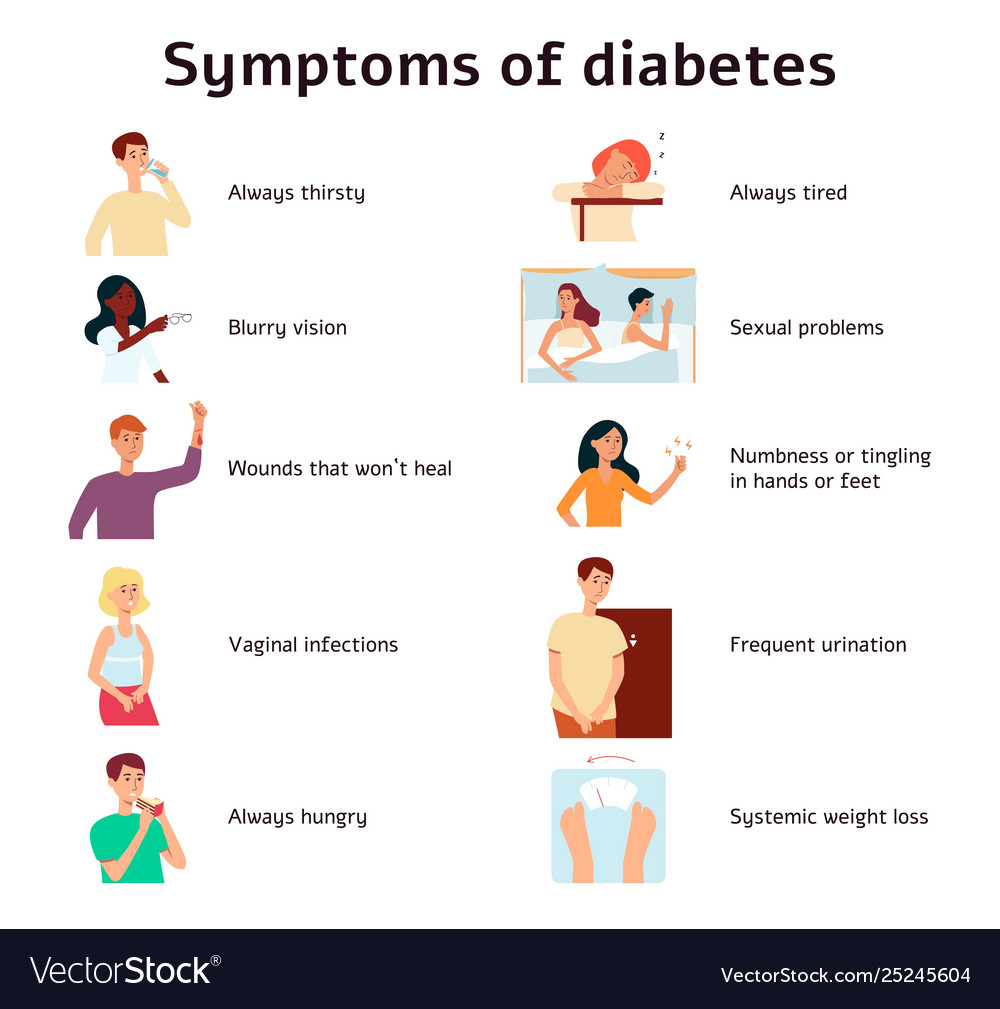 Symptoms of diabetes
Always thirsty
z
z
z
Always tired
Blurry vision
Sexual problems
Wounds that won't heal
Numbness or tingling
in hands or feet
Vaginal infections
Frequent urination
Always hungry
Systemic weight loss
VectorStock®
VectorStock.com/25245604